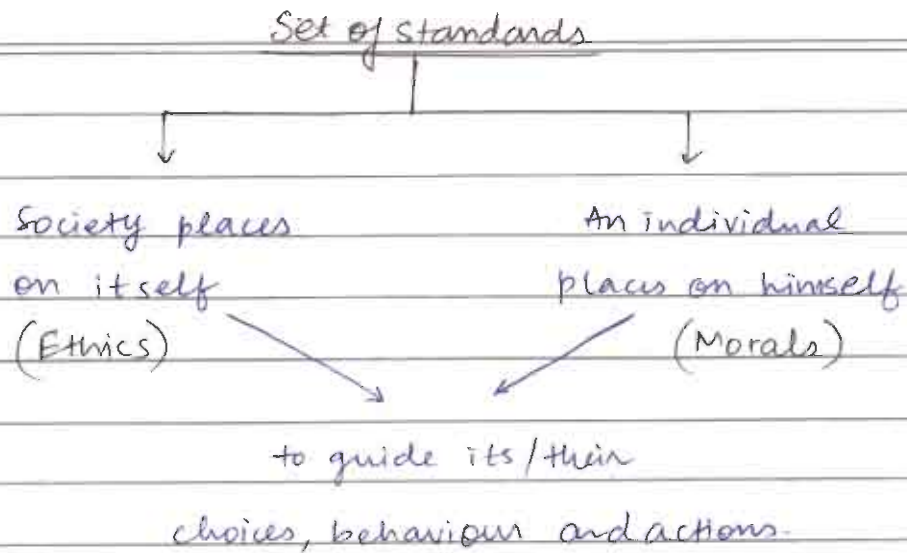 Set of standards
Society places
on itself
(Ethics)
An individual
places on himself
(Morals)
to guide its/their
choices, behaviour and actions.